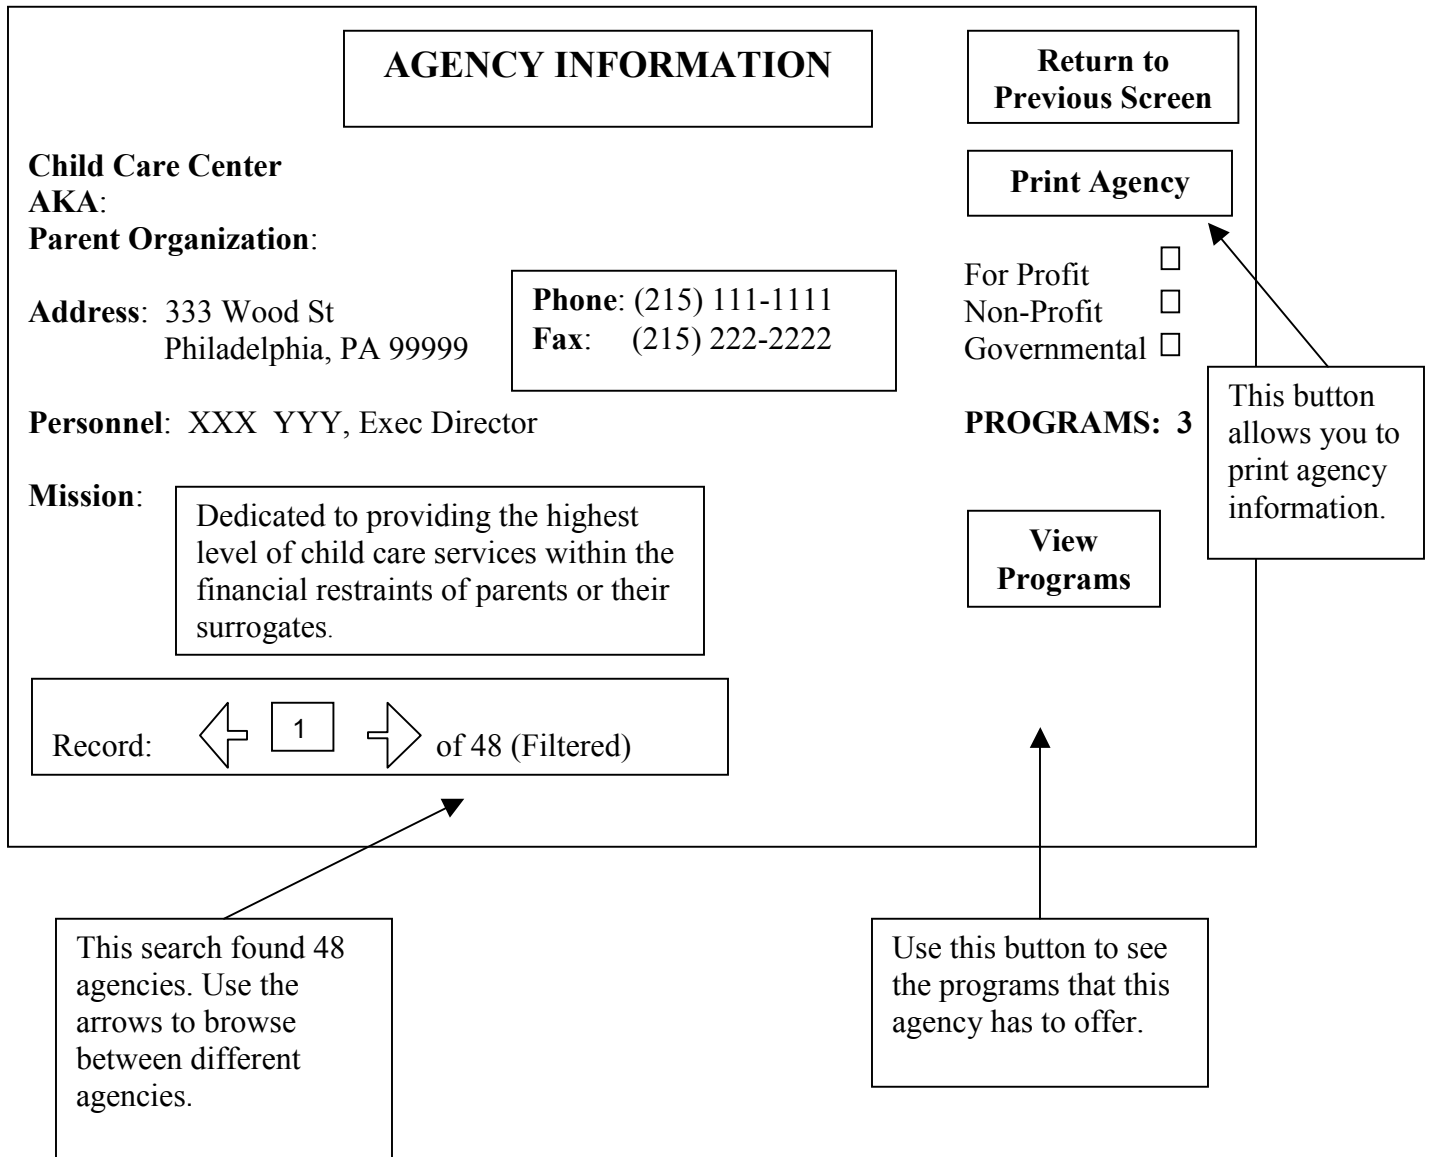 AGENCY INFORMATION
Return to
Previous Screen
Child Care Center
AKA:
Parent Organization:
Print Agency
For Profit
Non-Profit
Governmental
Address: 333 Wood St
Philadelphia, PA 99999
Phone: (215) 111-1111
Fax: (215) 222-2222
Personnel: XXX YYY, Exec Director
PROGRAMS: 3
This button
allows you to
print agency
information.
Mission:
Dedicated to providing the highest
level of child care services within the
financial restraints of parents or their
surrogates.
View
Programs
Record: 1 of 48 (Filtered)
This search found 48
agencies. Use the
arrows to browse
between different
agencies.
Use this button to see
the programs that this
agency has to offer.